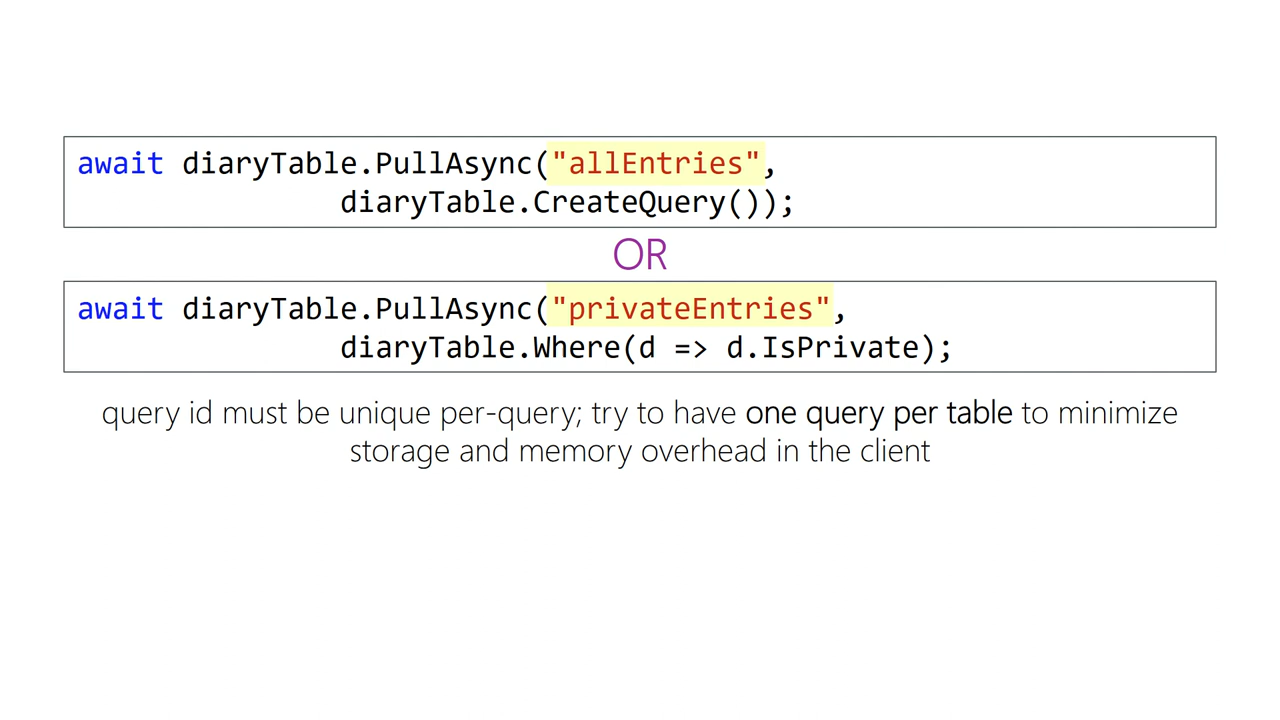 await diaryTable.PullAsync("allEntries",
diaryTable.CreateQuery());
OR
await diaryTable.PullAsync("privateEntries",
diaryTable.Where(d => d.IsPrivate);
query id must be unique per-query; try to have one query per table to minimize
storage and memory overhead in the client